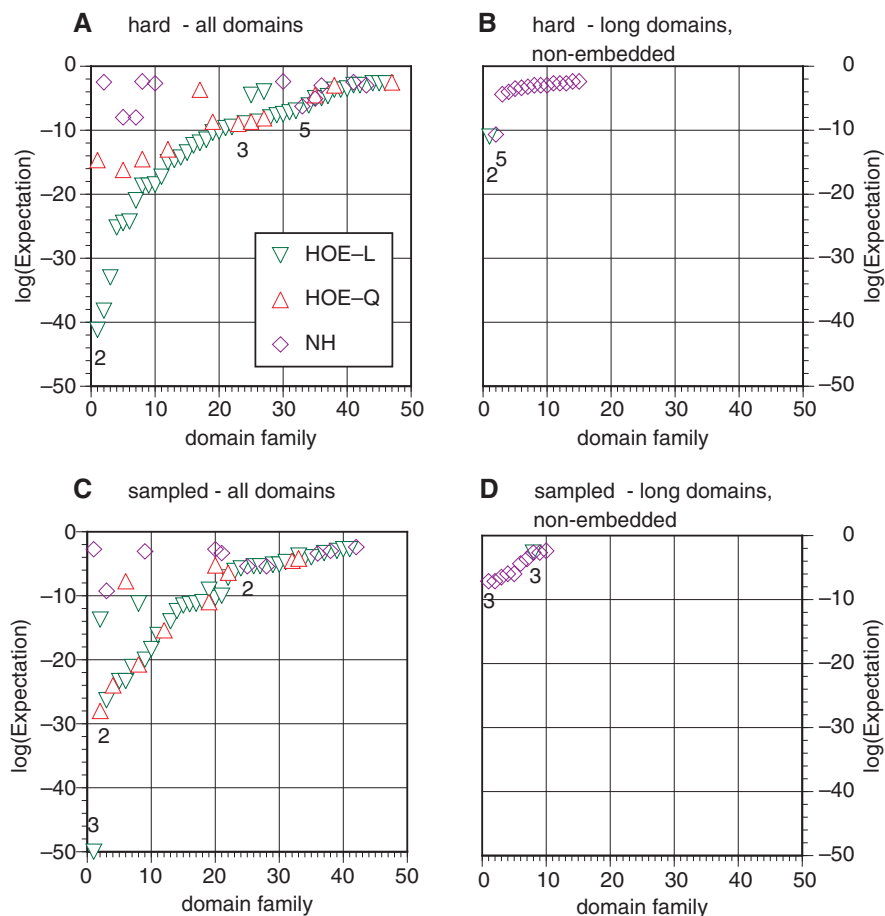 A hard - all domains
log(Expectation)
0
–10
–20
–30
–40
–50
2
3
5
HOE–L
HOE–Q
NH
0 10 20 30 40 50
domain family
B hard - long domains,
non-embedded
0
–10
–20
–30
–40
–50
log(Expectation)
5
2
0 10 20 30 40 50
domain family
C sampled - all domains
log(Expectation)
0
–10
–20
–30
–40
–50
2
2
3
0 10 20 30 40 50
domain family
D sampled - long domains,
non-embedded
0
–10
–20
–30
–40
–50
log(Expectation)
3
3
0 10 20 30 40 50
domain family